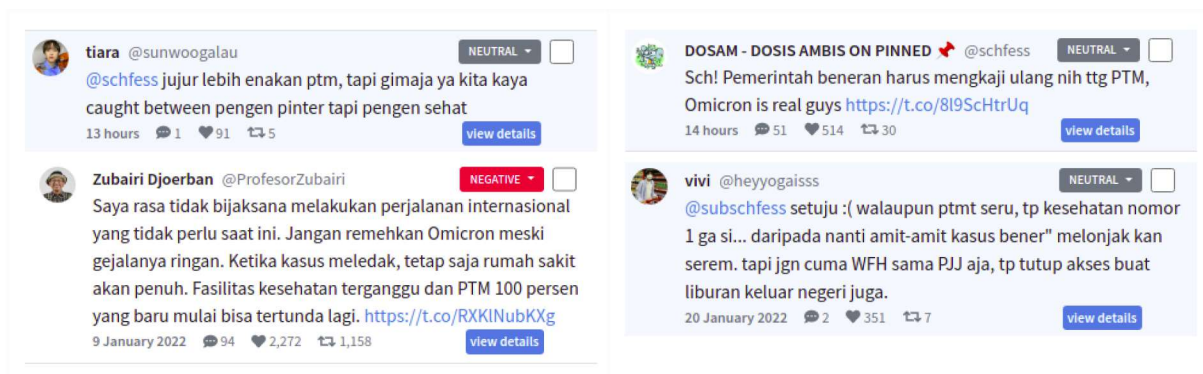 tiara @sunwoogalau NEUTRAL
@schfess jujur lebih enakan ptm, tapi gimaja ya kita kaya
caught between pengen pinter tapi pengen sehat
13 hours 1 91 5 view details
Zubairi Djoerban @ProfesorZubairi NEGATIVE
Saya rasa tidak bijaksana melakukan perjalanan internasional
yang tidak perlu saat ini. Jangan remehkan Omicron meski
gejalanya ringan. Ketika kasus meledak, tetap saja rumah sakit
akan penuh. Fasilitas kesehatan terganggu dan PTM 100 persen
yang baru mulai bisa tertunda lagi. https://t.co/RXKlNubKXg
9 January 2022 94 2,272 1,158 view details
DOSAM - DOSIS AMBIS ON PINNED 📌 @schfess NEUTRAL
Sch! Pemerintah beneran harus mengkaji ulang nih ttg PTM,
Omicron is real guys https://t.co/8l9ScHtrUq
14 hours 51 514 30 view details
vivi @heyyogaisss NEUTRAL
@subschfess setuju :( walaupun ptmt seru, tp kesehatan nomor
1 ga si... daripada nanti amit-amit kasus bener" melonjak kan
serem. tapi jgn cuma WFH sama PJJ aja, tp tutup akses buat
liburan keluar negeri juga.
20 January 2022 2 351 7 view details